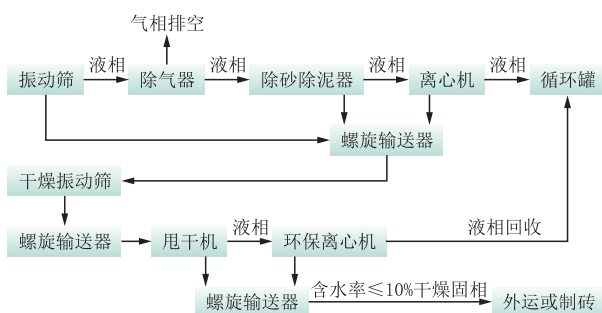 气相排空
振动筛 液相 除气器 液相 除砂除泥器 液相 离心机 液相 循环罐
螺旋输送器
干燥振动筛
螺旋输送器 甩干机 液相 环保离心机 液相回收
螺旋输送器 含水率≤10%干燥固相 外运或制砖